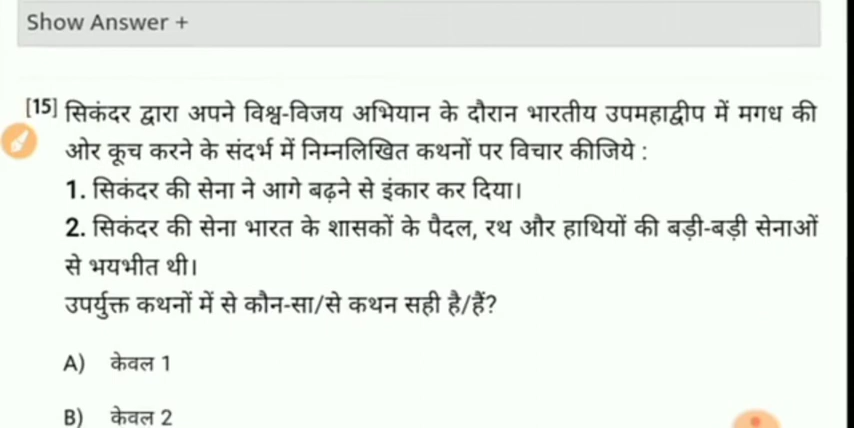 Show Answer +
[15] सिकंदर द्वारा अपने विश्व-विजय अभियान के दौरान भारतीय उपमहाद्वीप में मगध की
ओर कूच करने के संदर्भ में निम्नलिखित कथनों पर विचार कीजिये :
1. सिकंदर की सेना ने आगे बढ़ने से इंकार कर दिया।
2. सिकंदर की सेना भारत के शासकों के पैदल, रथ और हाथियों की बड़ी-बड़ी सेनाओं
से भयभीत थी।
उपर्युक्त कथनों में से कौन-सा/से कथन सही है/हैं?
A) केवल 1
B) केवल 2